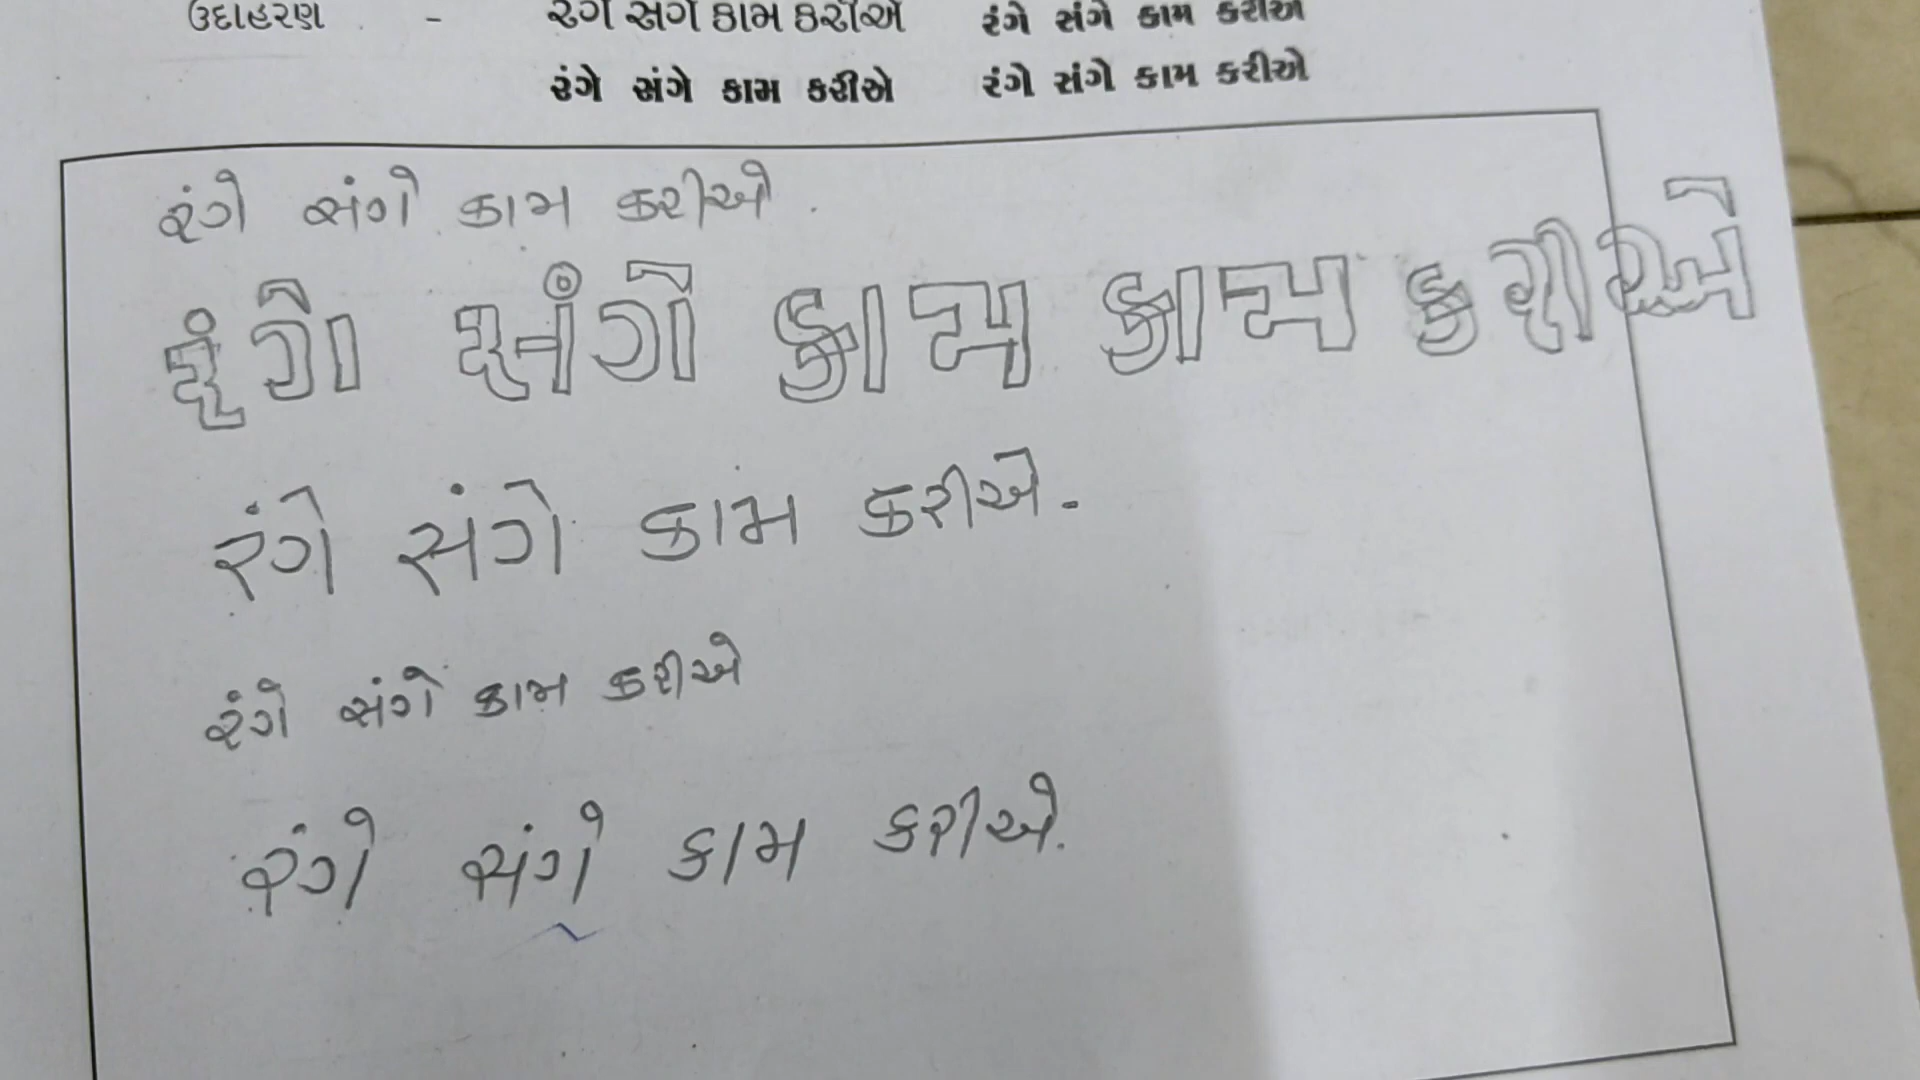 ઉદાહરણ - રંગે સંગે કામ કરીએ રંગે સંગે કામ કરીએ
રંગે સંગે કામ કરીએ રંગે સંગે કામ કરીએ
રંગે સંગે કામ કરીએ .
રંગે સંગે કામ કામ કરીએ
રંગે સંગે કામ કરીએ.
રંગે સંગે કામ કરીએ
રંગે સંગે કામ કરીએ.